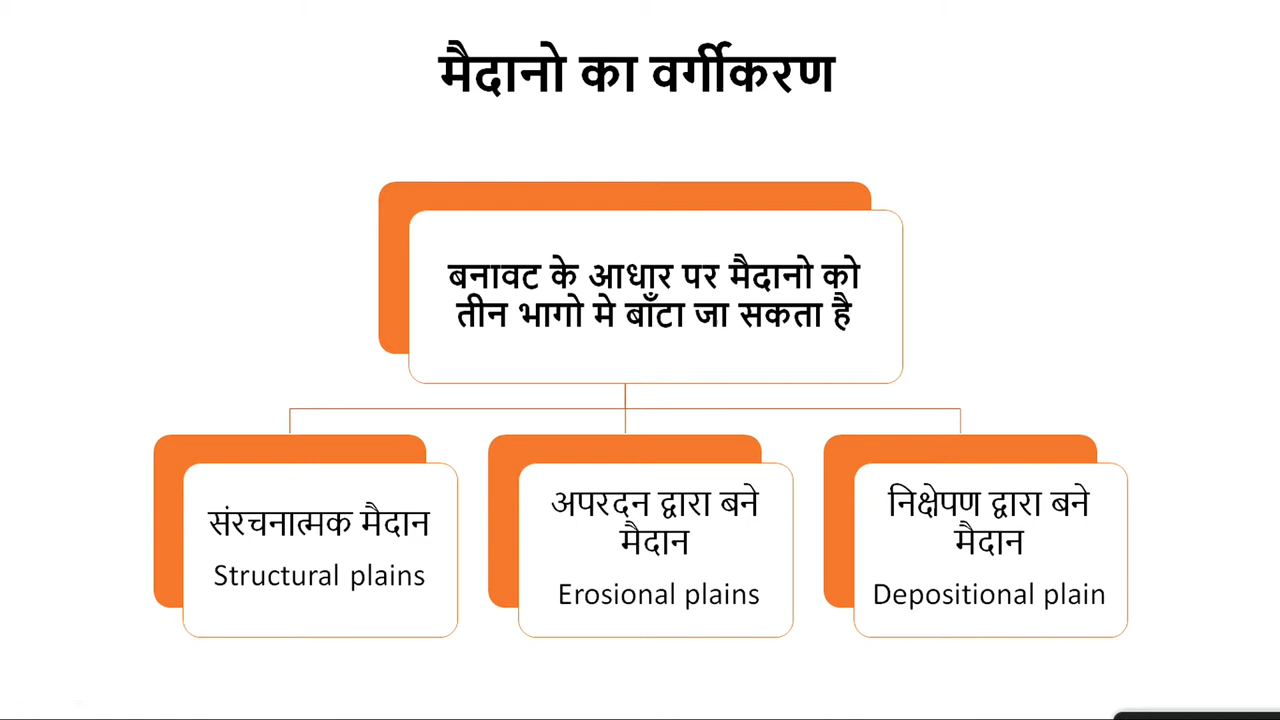 मैदानो का वर्गीकरण
बनावट के आधार पर मैदानो को
तीन भागो मे बाँटा जा सकता है
संरचनात्मक मैदान
Structural plains
अपरदन द्वारा बने
मैदान
Erosional plains
निक्षेपण द्वारा बने
मैदान
Depositional plain